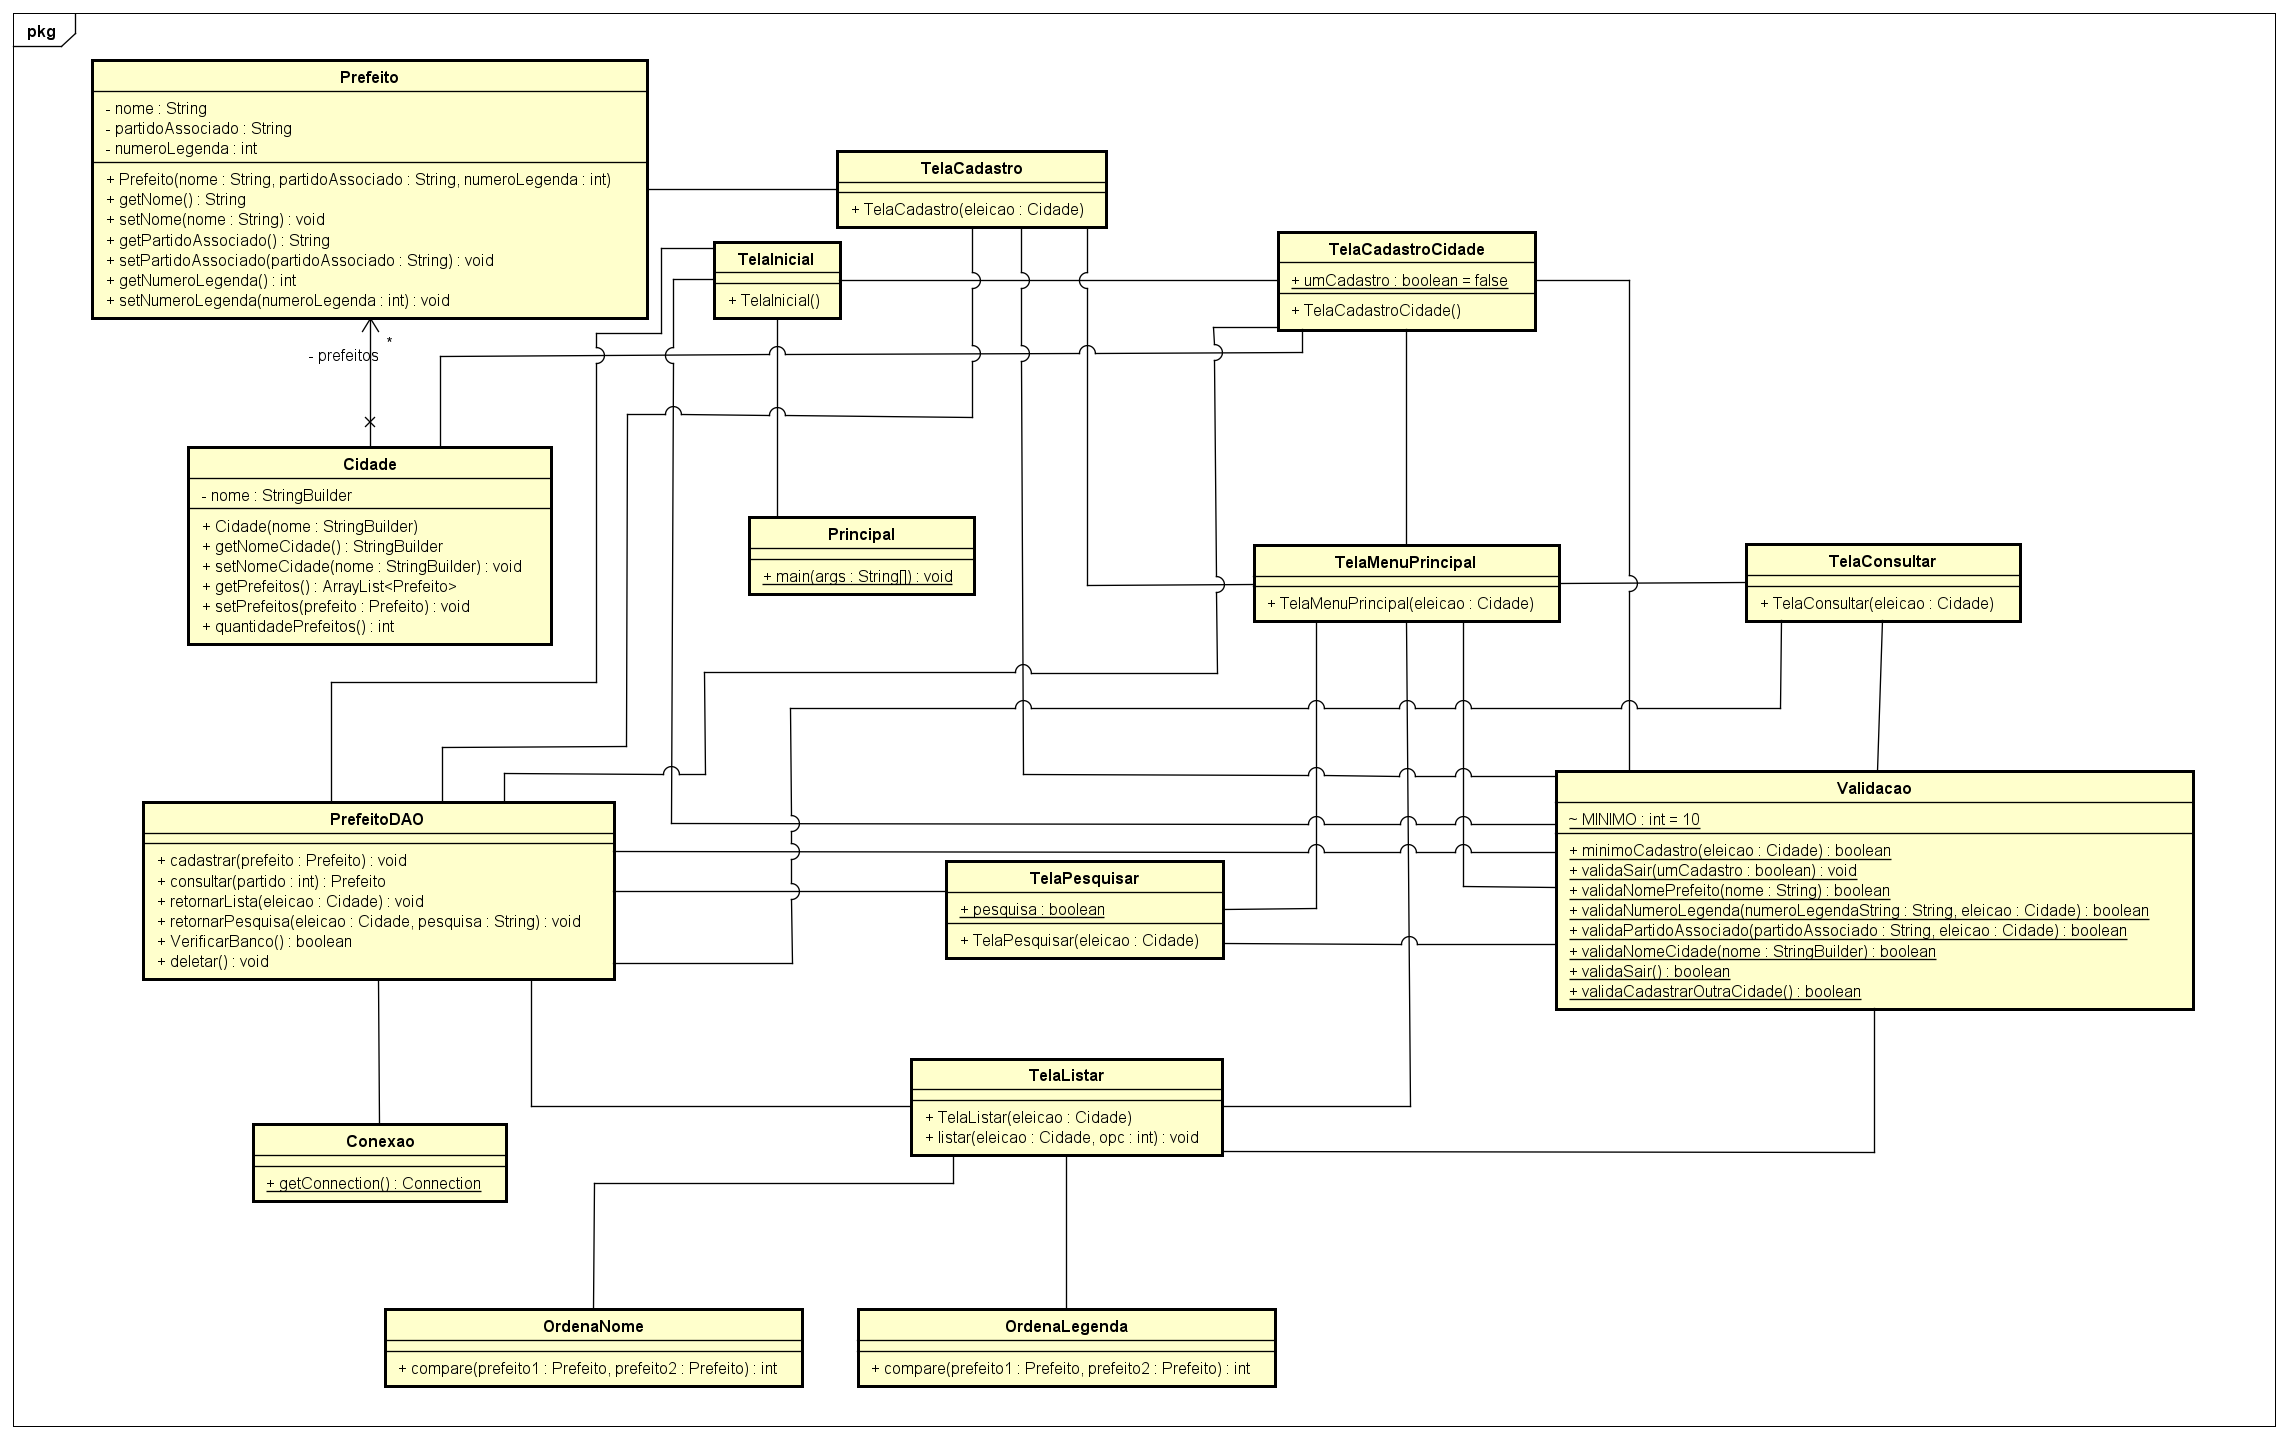 pkg
Prefeito
- nome : String
- partidoAssociado : String
- numeroLegenda : int
+ Prefeito(nome : String, partidoAssociado : String, numeroLegenda : int)
+ getNome() : String
+ setNome(nome : String) : void
+ getPartidoAssociado() : String
+ setPartidoAssociado(partidoAssociado : String) : void
+ getNumeroLegenda() : int
+ setNumeroLegenda(numeroLegenda : int) : void
TelaCadastro
+ TelaCadastro(eleicao : Cidade)
TelaInicial
+ TelaInicial()
TelaCadastroCidade
+ umCadastro : boolean = false
+ TelaCadastroCidade()
*
- prefeitos
Cidade
- nome : StringBuilder
+ Cidade(nome : StringBuilder)
+ getNomeCidade() : StringBuilder
+ setNomeCidade(nome : StringBuilder) : void
+ getPrefeitos() : ArrayList<Prefeito>
+ setPrefeitos(prefeito : Prefeito) : void
+ quantidadePrefeitos() : int
Principal
+ main(args : String[]) : void
TelaMenuPrincipal
+ TelaMenuPrincipal(eleicao : Cidade)
TelaConsultar
+ TelaConsultar(eleicao : Cidade)
PrefeitoDAO
+ cadastrar(prefeito : Prefeito) : void
+ consultar(partido : int) : Prefeito
+ retornarLista(eleicao : Cidade) : void
+ retornarPesquisa(eleicao : Cidade, pesquisa : String) : void
+ VerificarBanco() : boolean
+ deletar() : void
TelaPesquisar
+ pesquisa : boolean
+ TelaPesquisar(eleicao : Cidade)
Validacao
~ MINIMO : int = 10
+ minimoCadastro(eleicao : Cidade) : boolean
+ validaSair(umCadastro : boolean) : void
+ validaNomePrefeito(nome : String) : boolean
+ validaNumeroLegenda(numeroLegendaString : String, eleicao : Cidade) : boolean
+ validaPartidoAssociado(partidoAssociado : String, eleicao : Cidade) : boolean
+ validaNomeCidade(nome : StringBuilder) : boolean
+ validaSair() : boolean
+ validaCadastrarOutraCidade() : boolean
TelaListar
+ TelaListar(eleicao : Cidade)
+ listar(eleicao : Cidade, opc : int) : void
Conexao
+ getConnection() : Connection
OrdenaNome
+ compare(prefeito1 : Prefeito, prefeito2 : Prefeito) : int
OrdenaLegenda
+ compare(prefeito1 : Prefeito, prefeito2 : Prefeito) : int